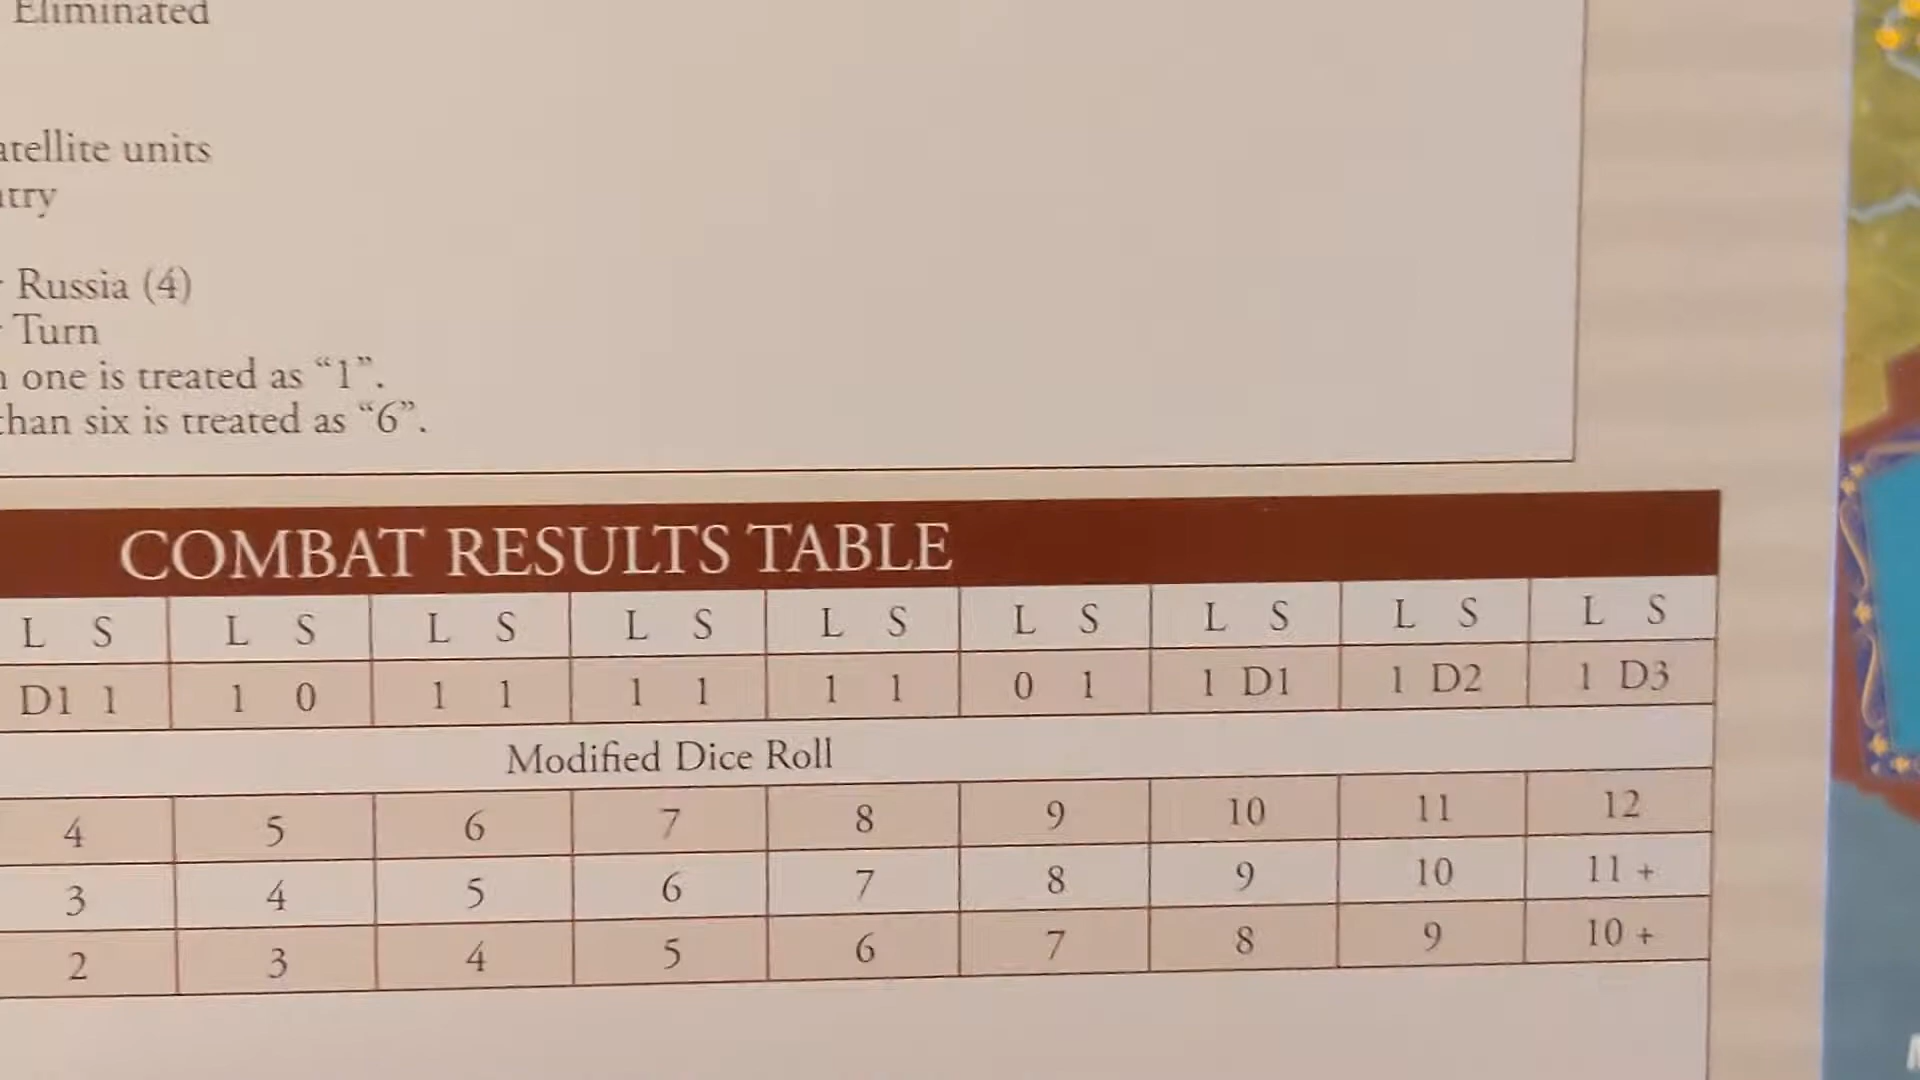 Eliminated
units
Russia (4)
Turn
one is treated as “1”.
six is treated as “6”.
COMBAT RESULTS TABLE
L S L S L S L S L S L S L S L S L S
D1 1 1 0 1 1 1 1 1 1 0 1 1 D1 1 D2 1 D3
Modified Dice Roll
4 5 6 7 8 9 10 11 12
3 4 5 6 7 8 9 10 11 +
2 3 4 5 6 7 8 9 10 +